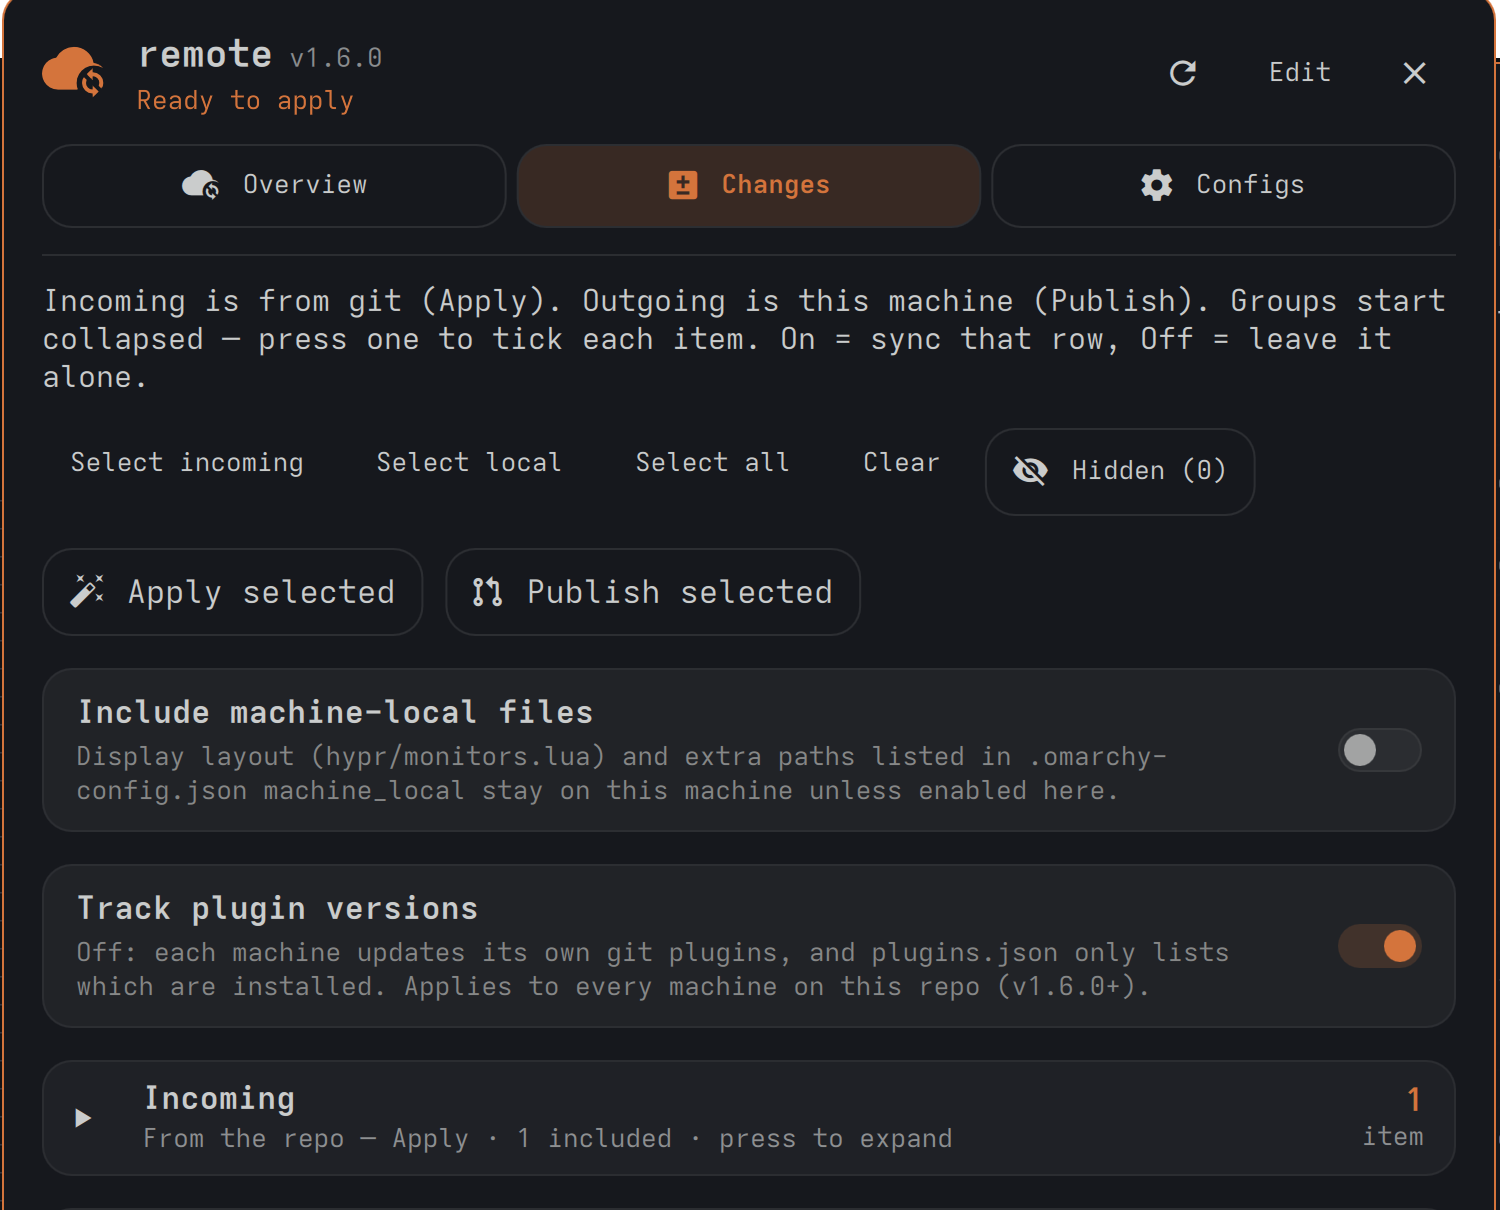 remote v1.6.0
Ready to apply
Edit
Overview
Changes
Configs
Incoming is from git (Apply). Outgoing is this machine (Publish). Groups start
collapsed — press one to tick each item. On = sync that row, Off = leave it
alone.
Select incoming
Select local
Select all
Clear
Hidden (0)
Apply selected
Publish selected
Include machine-local files
Display layout (hypr/monitors.lua) and extra paths listed in .omarchy-
config.json machine_local stay on this machine unless enabled here.
Track plugin versions
Off: each machine updates its own git plugins, and plugins.json only lists
which are installed. Applies to every machine on this repo (v1.6.0+).
Incoming
1
From the repo — Apply · 1 included · press to expand
item